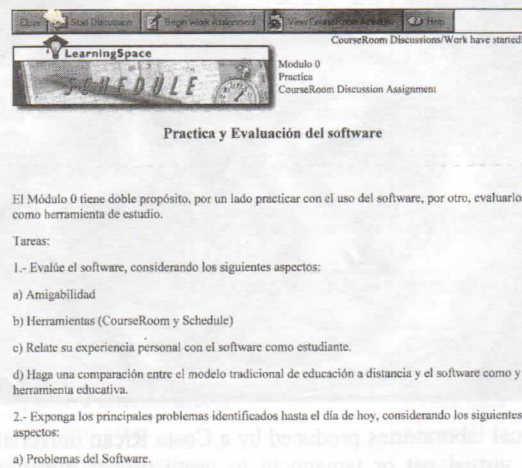 Close Start Discussion Begin Work Assignment View CourseRoom Activities Help
CourseRoom Discussions/Work have started
LearningSpace
SCHEDULE
Modulo 0
Practica
CourseRoom Discussion Assignment
Practica y Evaluación del software
El Módulo 0 tiene doble propósito, por un lado practicar con el uso del software, por otro, evaluarlo
como herramienta de estudio.
Tareas:
1.- Evalúe el software, considerando los siguientes aspectos:
a) Amigabilidad
b) Herramientas (CourseRoom y Schedule)
c) Relate su experiencia personal con el software como estudiante.
d) Haga una comparación entre el modelo tradicional de educación a distancia y el software como y
herramienta educativa.
2.- Exponga los principales problemas identificados hasta el día de hoy, considerando los siguientes
aspectos:
a) Problemas del Software.